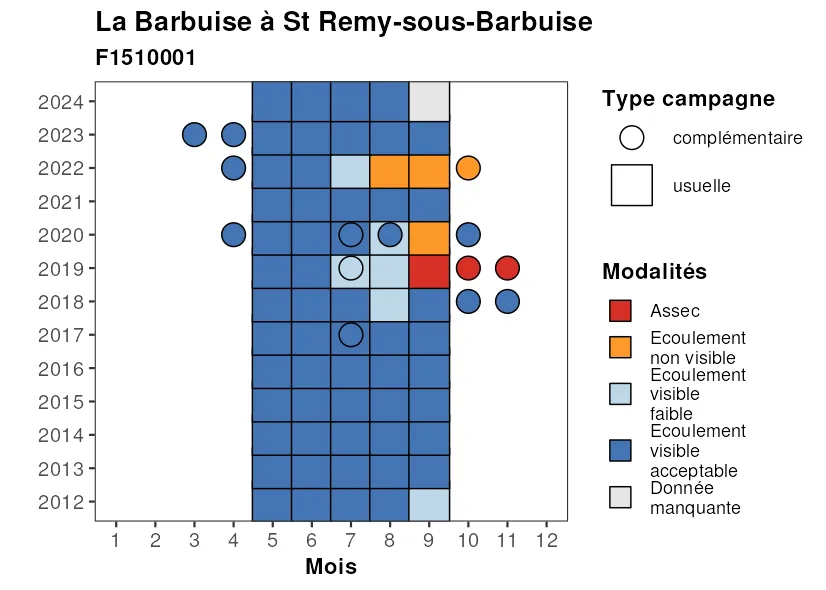 La Barbuise à St Remy-sous-Barbuise
F1510001
2024
2023
2022
2021
2020
2019
2018
2017
2016
2015
2014
2013
2012
1 2 3 4 5 6 7 8 9 10 11 12
Mois
Type campagne
complémentaire
usuelle
Modalités
Assec
Ecoulement
non visible
Ecoulement
visible
faible
Ecoulement
visible
acceptable
Donnée
manquante